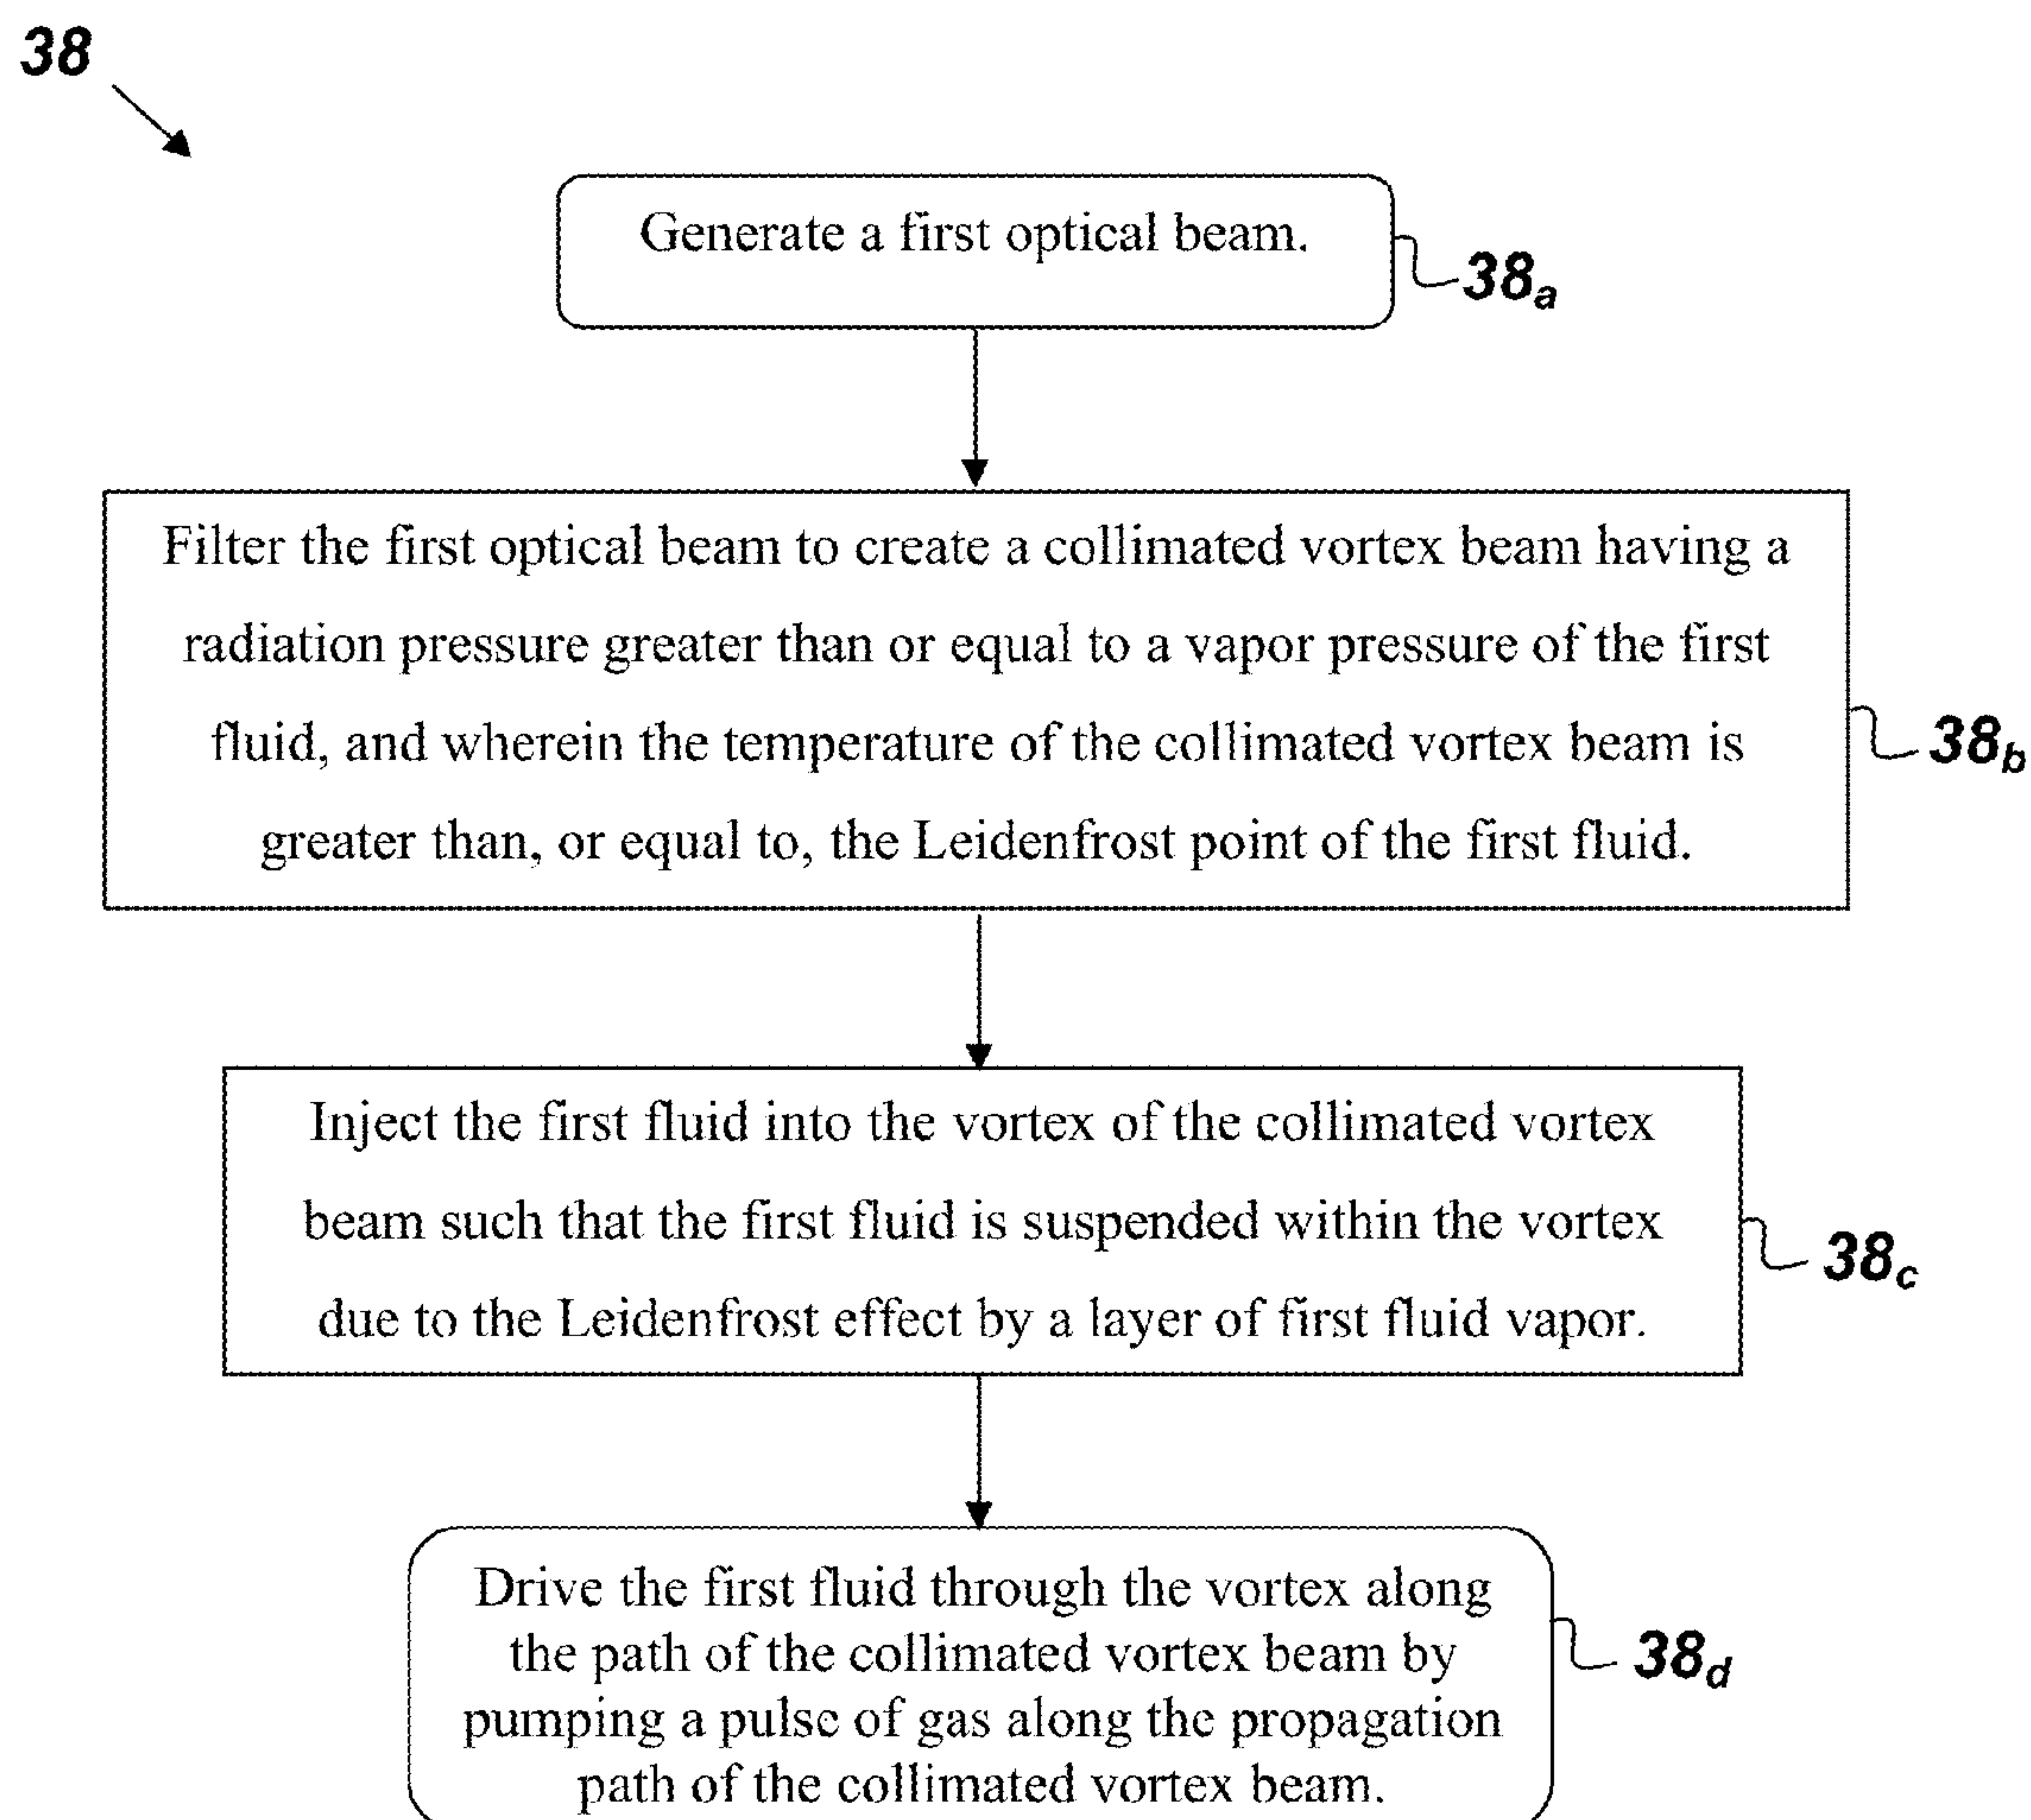 38
Generate a first optical beam.
38a
Filter the first optical beam to create a collimated vortex beam having a
radiation pressure greater than or equal to a vapor pressure of the first
fluid, and wherein the temperature of the collimated vortex beam is
greater than, or equal to, the Leidenfrost point of the first fluid.
38b
Inject the first fluid into the vortex of the collimated vortex
beam such that the first fluid is suspended within the vortex
due to the Leidenfrost effect by a layer of first fluid vapor.
38c
Drive the first fluid through the vortex along
the path of the collimated vortex beam by
pumping a pulse of gas along the propagation
path of the collimated vortex beam.
38d